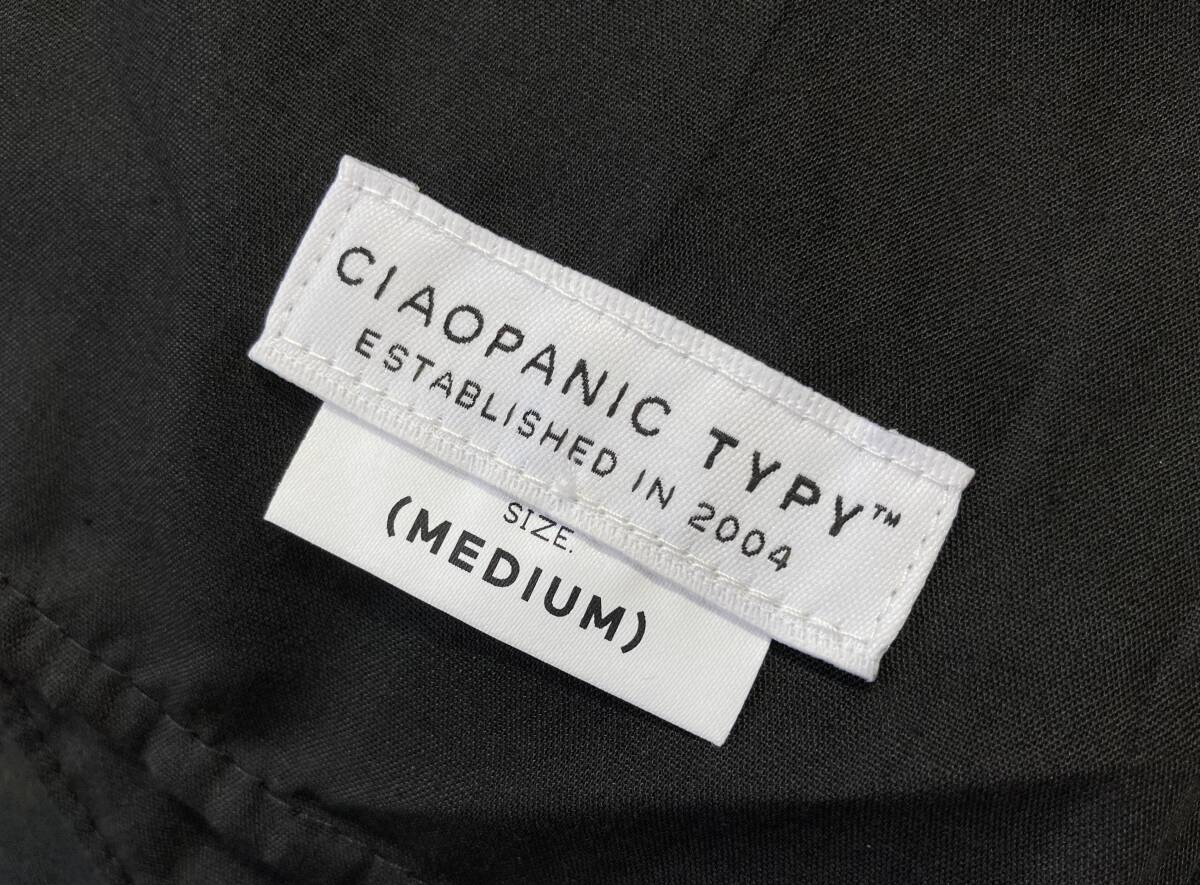 CIAOPANIC TYPY™
ESTABLISHED IN 2004
SIZE.
(MEDIUM)